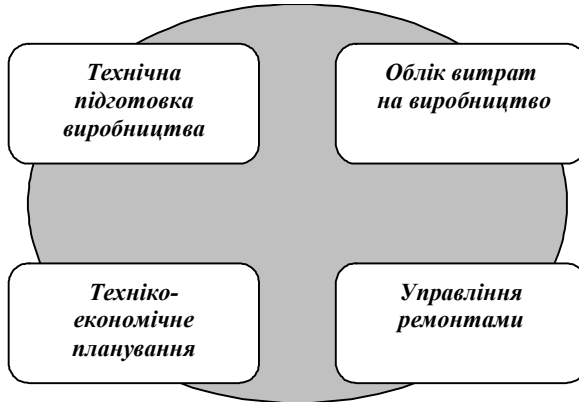 Технічна
підготовка
виробництва
Облік витрат
на виробництво
Техніко-
економічне
планування
Управління
ремонтами